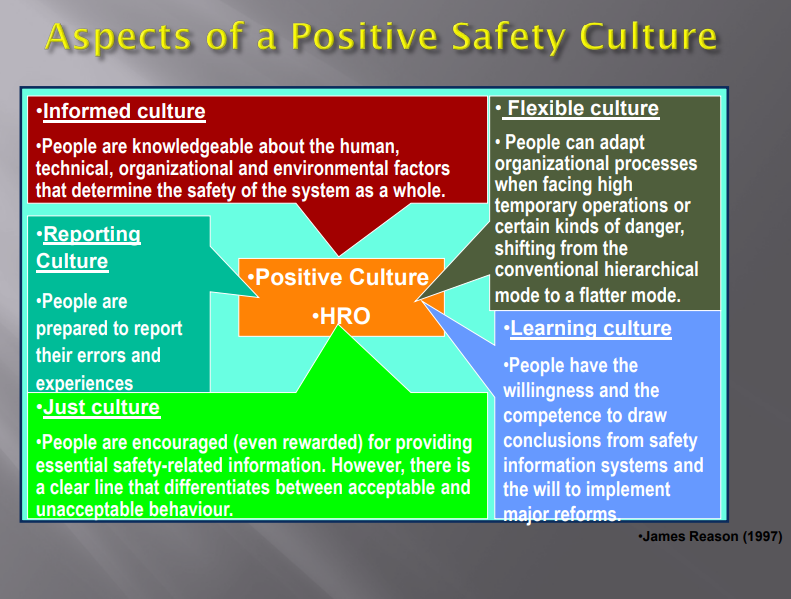 Aspects of a Positive Safety Culture
•Informed culture
•People are knowledgeable about the human,
technical, organizational and environmental factors
that determine the safety of the system as a whole.
• Flexible culture
• People can adapt
organizational processes
when facing high
temporary operations or
certain kinds of danger,
shifting from the
conventional hierarchical
mode to a flatter mode.
•Reporting
Culture
•People are
prepared to report
their errors and
experiences
•Positive Culture
•HRO
•Learning culture
•People have the
willingness and the
competence to draw
conclusions from safety
information systems and
the will to implement
major reforms.
•Just culture
•People are encouraged (even rewarded) for providing
essential safety-related information. However, there is
a clear line that differentiates between acceptable and
unacceptable behaviour.
•James Reason (1997)